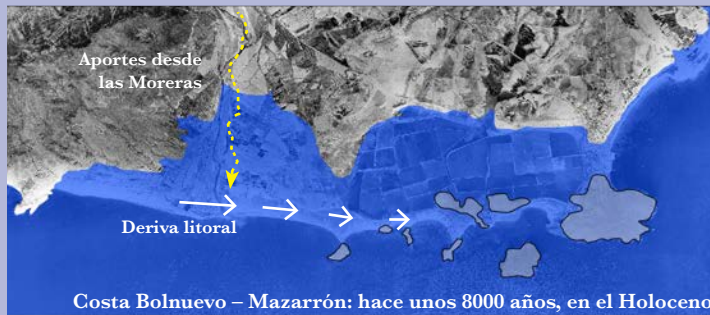 Aportes desde
las Moreras
Deriva litoral
Costa Bolnuevo – Mazarrón: hace unos 8000 años, en el Holoceno